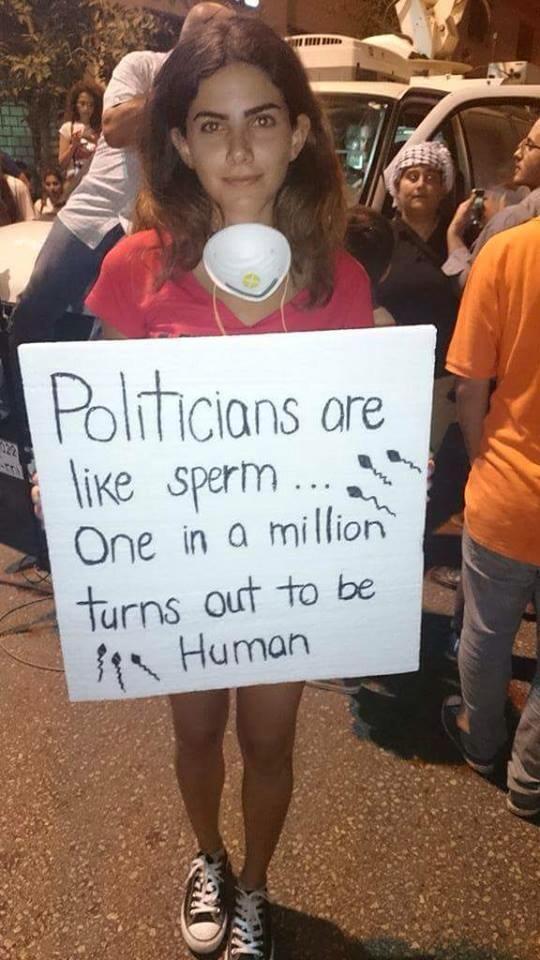 Politicians are
like sperm ...
One in a million
turns out to be
Human